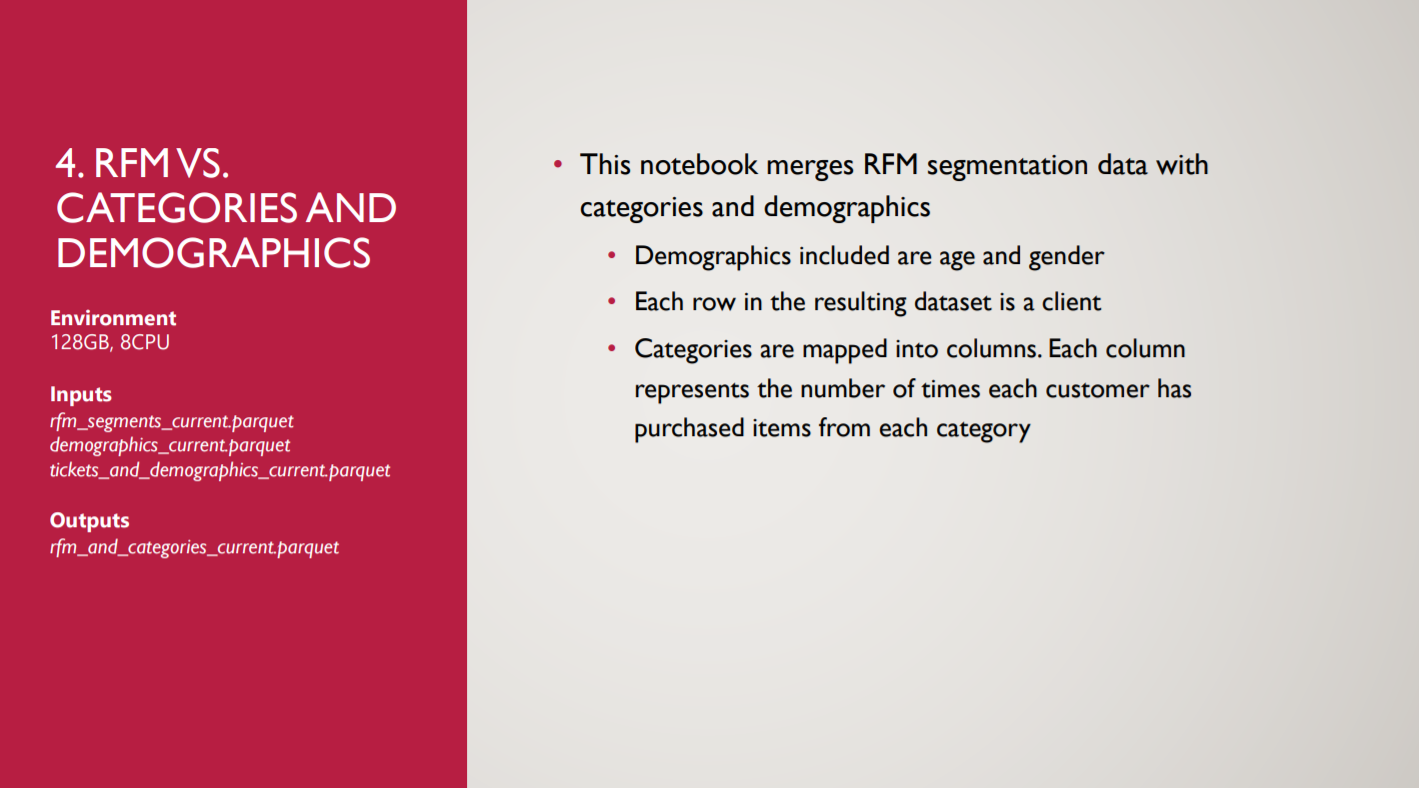 4. RFM VS.
CATEGORIES AND
DEMOGRAPHICS
Environment
128GB, 8CPU
Inputs
rfm_segments_current.parquet
demographics_current.parquet
tickets_and_demographics_current.parquet
Outputs
rfm_and_categories_current.parquet
• This notebook merges RFM segmentation data with
categories and demographics
• Demographics included are age and gender
• Each row in the resulting dataset is a client
• Categories are mapped into columns. Each column
represents the number of times each customer has
purchased items from each category